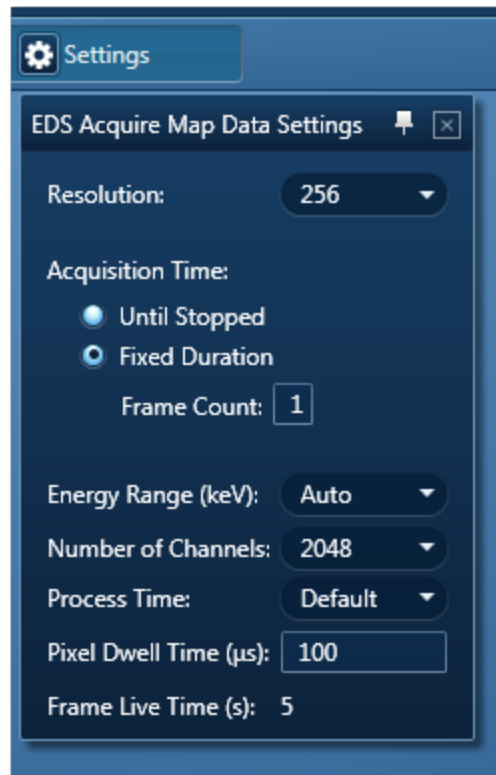 Settings
EDS Acquire Map Data Settings
Resolution: 256
Acquisition Time:
Until Stopped
Fixed Duration
Frame Count: 1
Energy Range (keV): Auto
Number of Channels: 2048
Process Time: Default
Pixel Dwell Time (µs): 100
Frame Live Time (s): 5